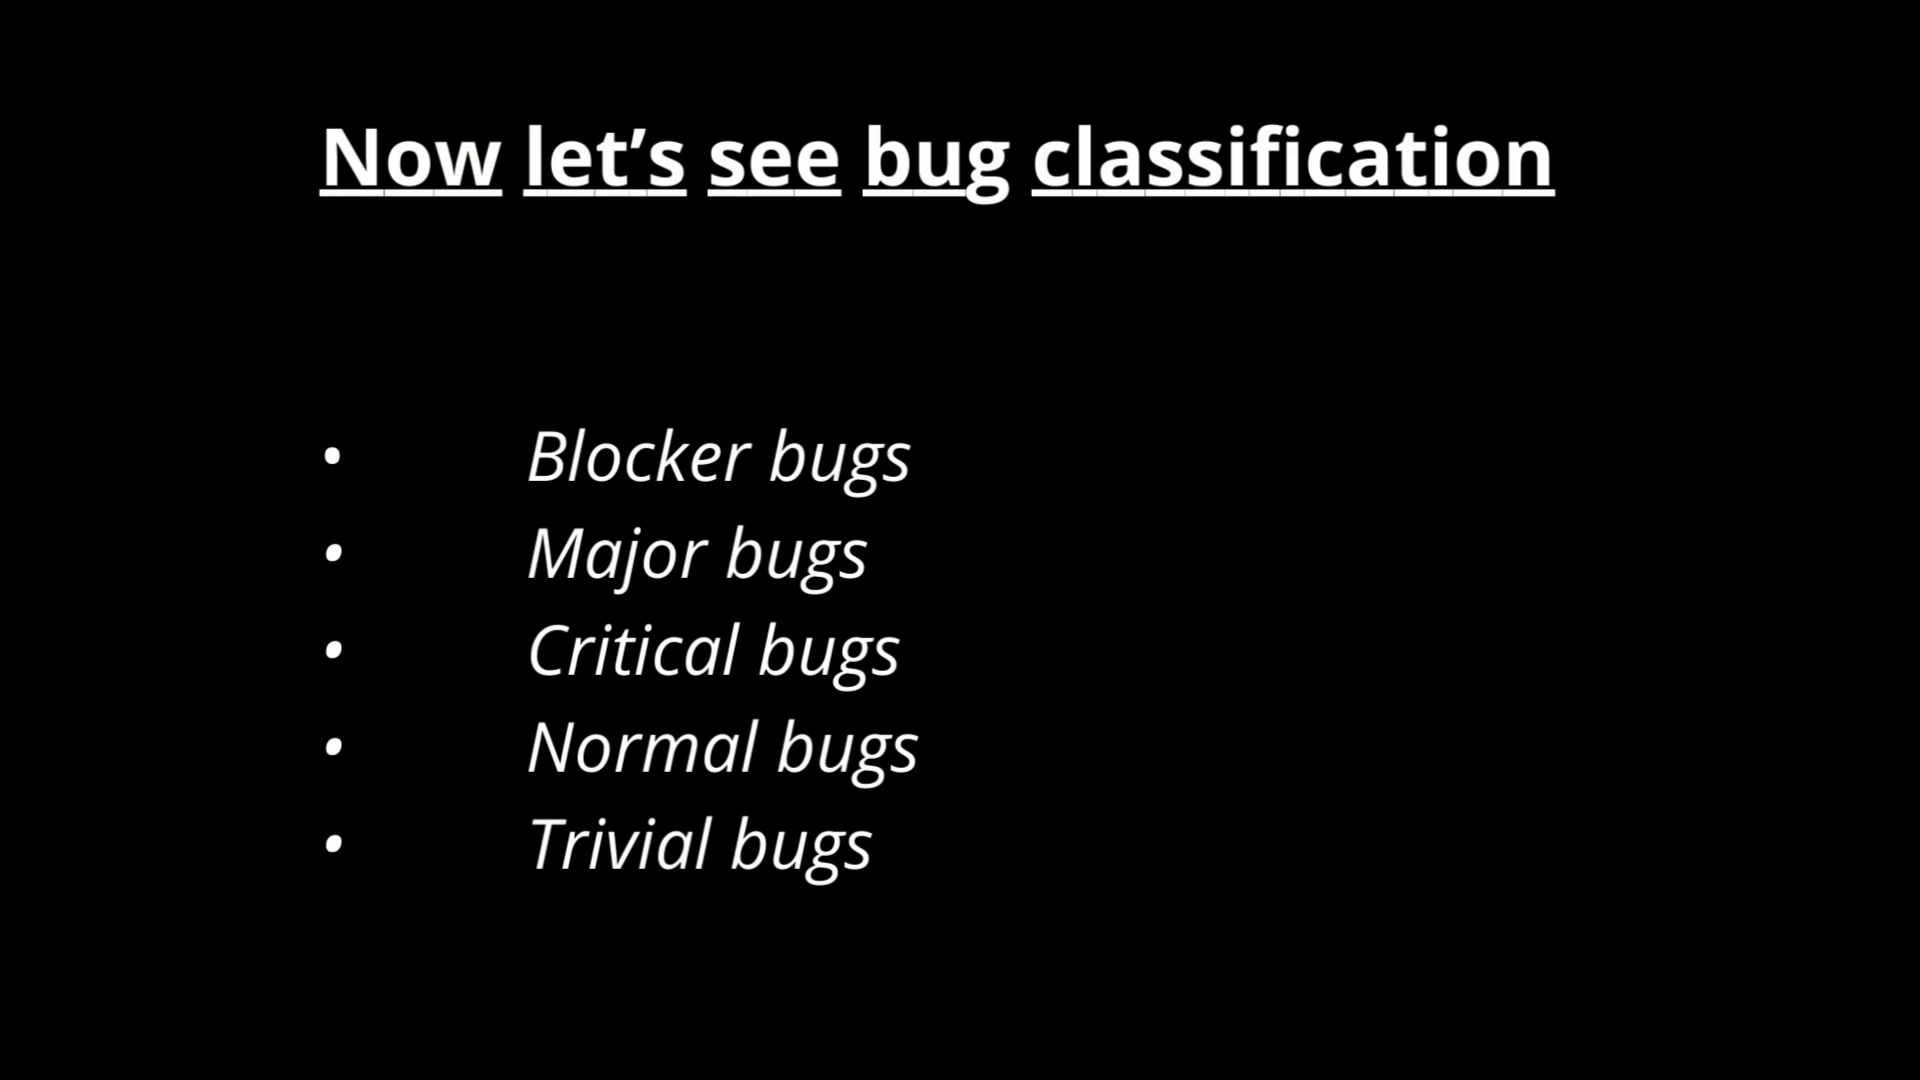 Now let’s see bug classification
• Blocker bugs
• Major bugs
• Critical bugs
• Normal bugs
• Trivial bugs